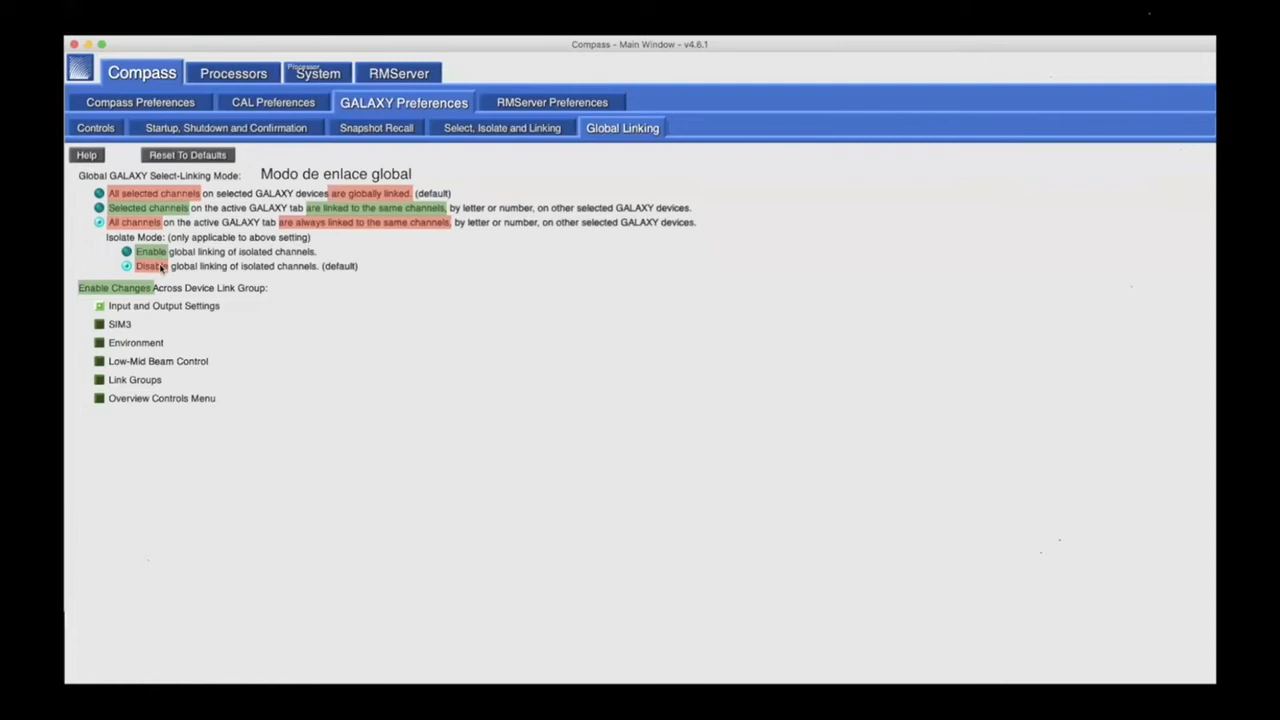 Compass - Main Window - v4.6.1
Compass Processors Processor System RMServer
Compass Preferences CAL Preferences GALAXY Preferences RMServer Preferences
Controls Startup, Shutdown and Confirmation Snapshot Recall Select, Isolate and Linking Global Linking
Help Reset To Defaults
Global GALAXY Select-Linking Mode: Modo de enlace global
All selected channels on selected GALAXY devices are globally linked. (default)
Selected channels on the active GALAXY tab are linked to the same channels, by letter or number, on other selected GALAXY devices.
All channels on the active GALAXY tab are always linked to the same channels, by letter or number, on other selected GALAXY devices.
Isolate Mode: (only applicable to above setting)
Enable global linking of isolated channels.
Disable global linking of isolated channels. (default)
Enable Changes Across Device Link Group:
Input and Output Settings
SIM3
Environment
Low-Mid Beam Control
Link Groups
Overview Controls Menu